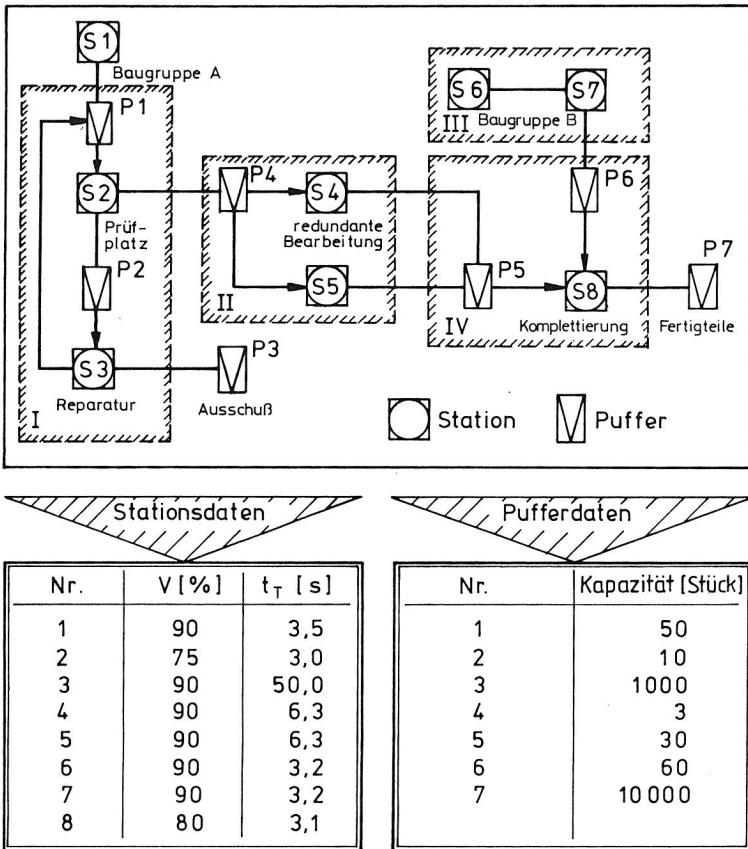 S1
Baugruppe A
P1
S6
S7
III
Baugruppe B
S2
P4
S4
P6
Prüf-
platz
redundante
Bearbeitung
P2
S5
P5
S8
P7
II
IV
Komplettierung
Fertigteile
S3
P3
I
Reparatur
Ausschuß
Station
Puffer
Stationsdaten
Pufferdaten
Nr. V [%] t_T [s]
1 90 3,5
2 75 3,0
3 90 50,0
4 90 6,3
5 90 6,3
6 90 3,2
7 90 3,2
8 80 3,1
Nr. Kapazität [Stück]
1 50
2 10
3 1000
4 3
5 30
6 60
7 10 000